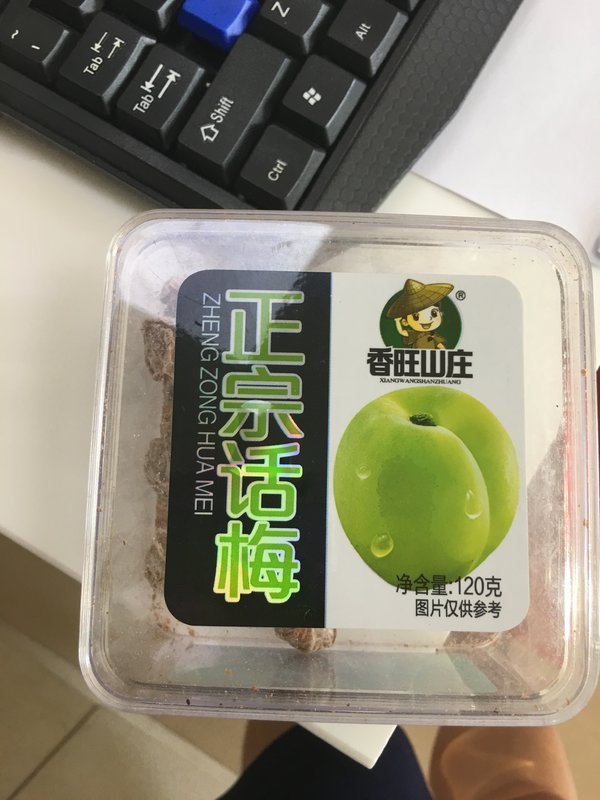 ~
Tab
Tab
Shift
Z
Alt
Ctrl
正宗话梅
ZHENG ZONG HUA MEI
®
香旺山庄
XIANGWANGSHANZHUANG
净含量:120克
图片仅供参考